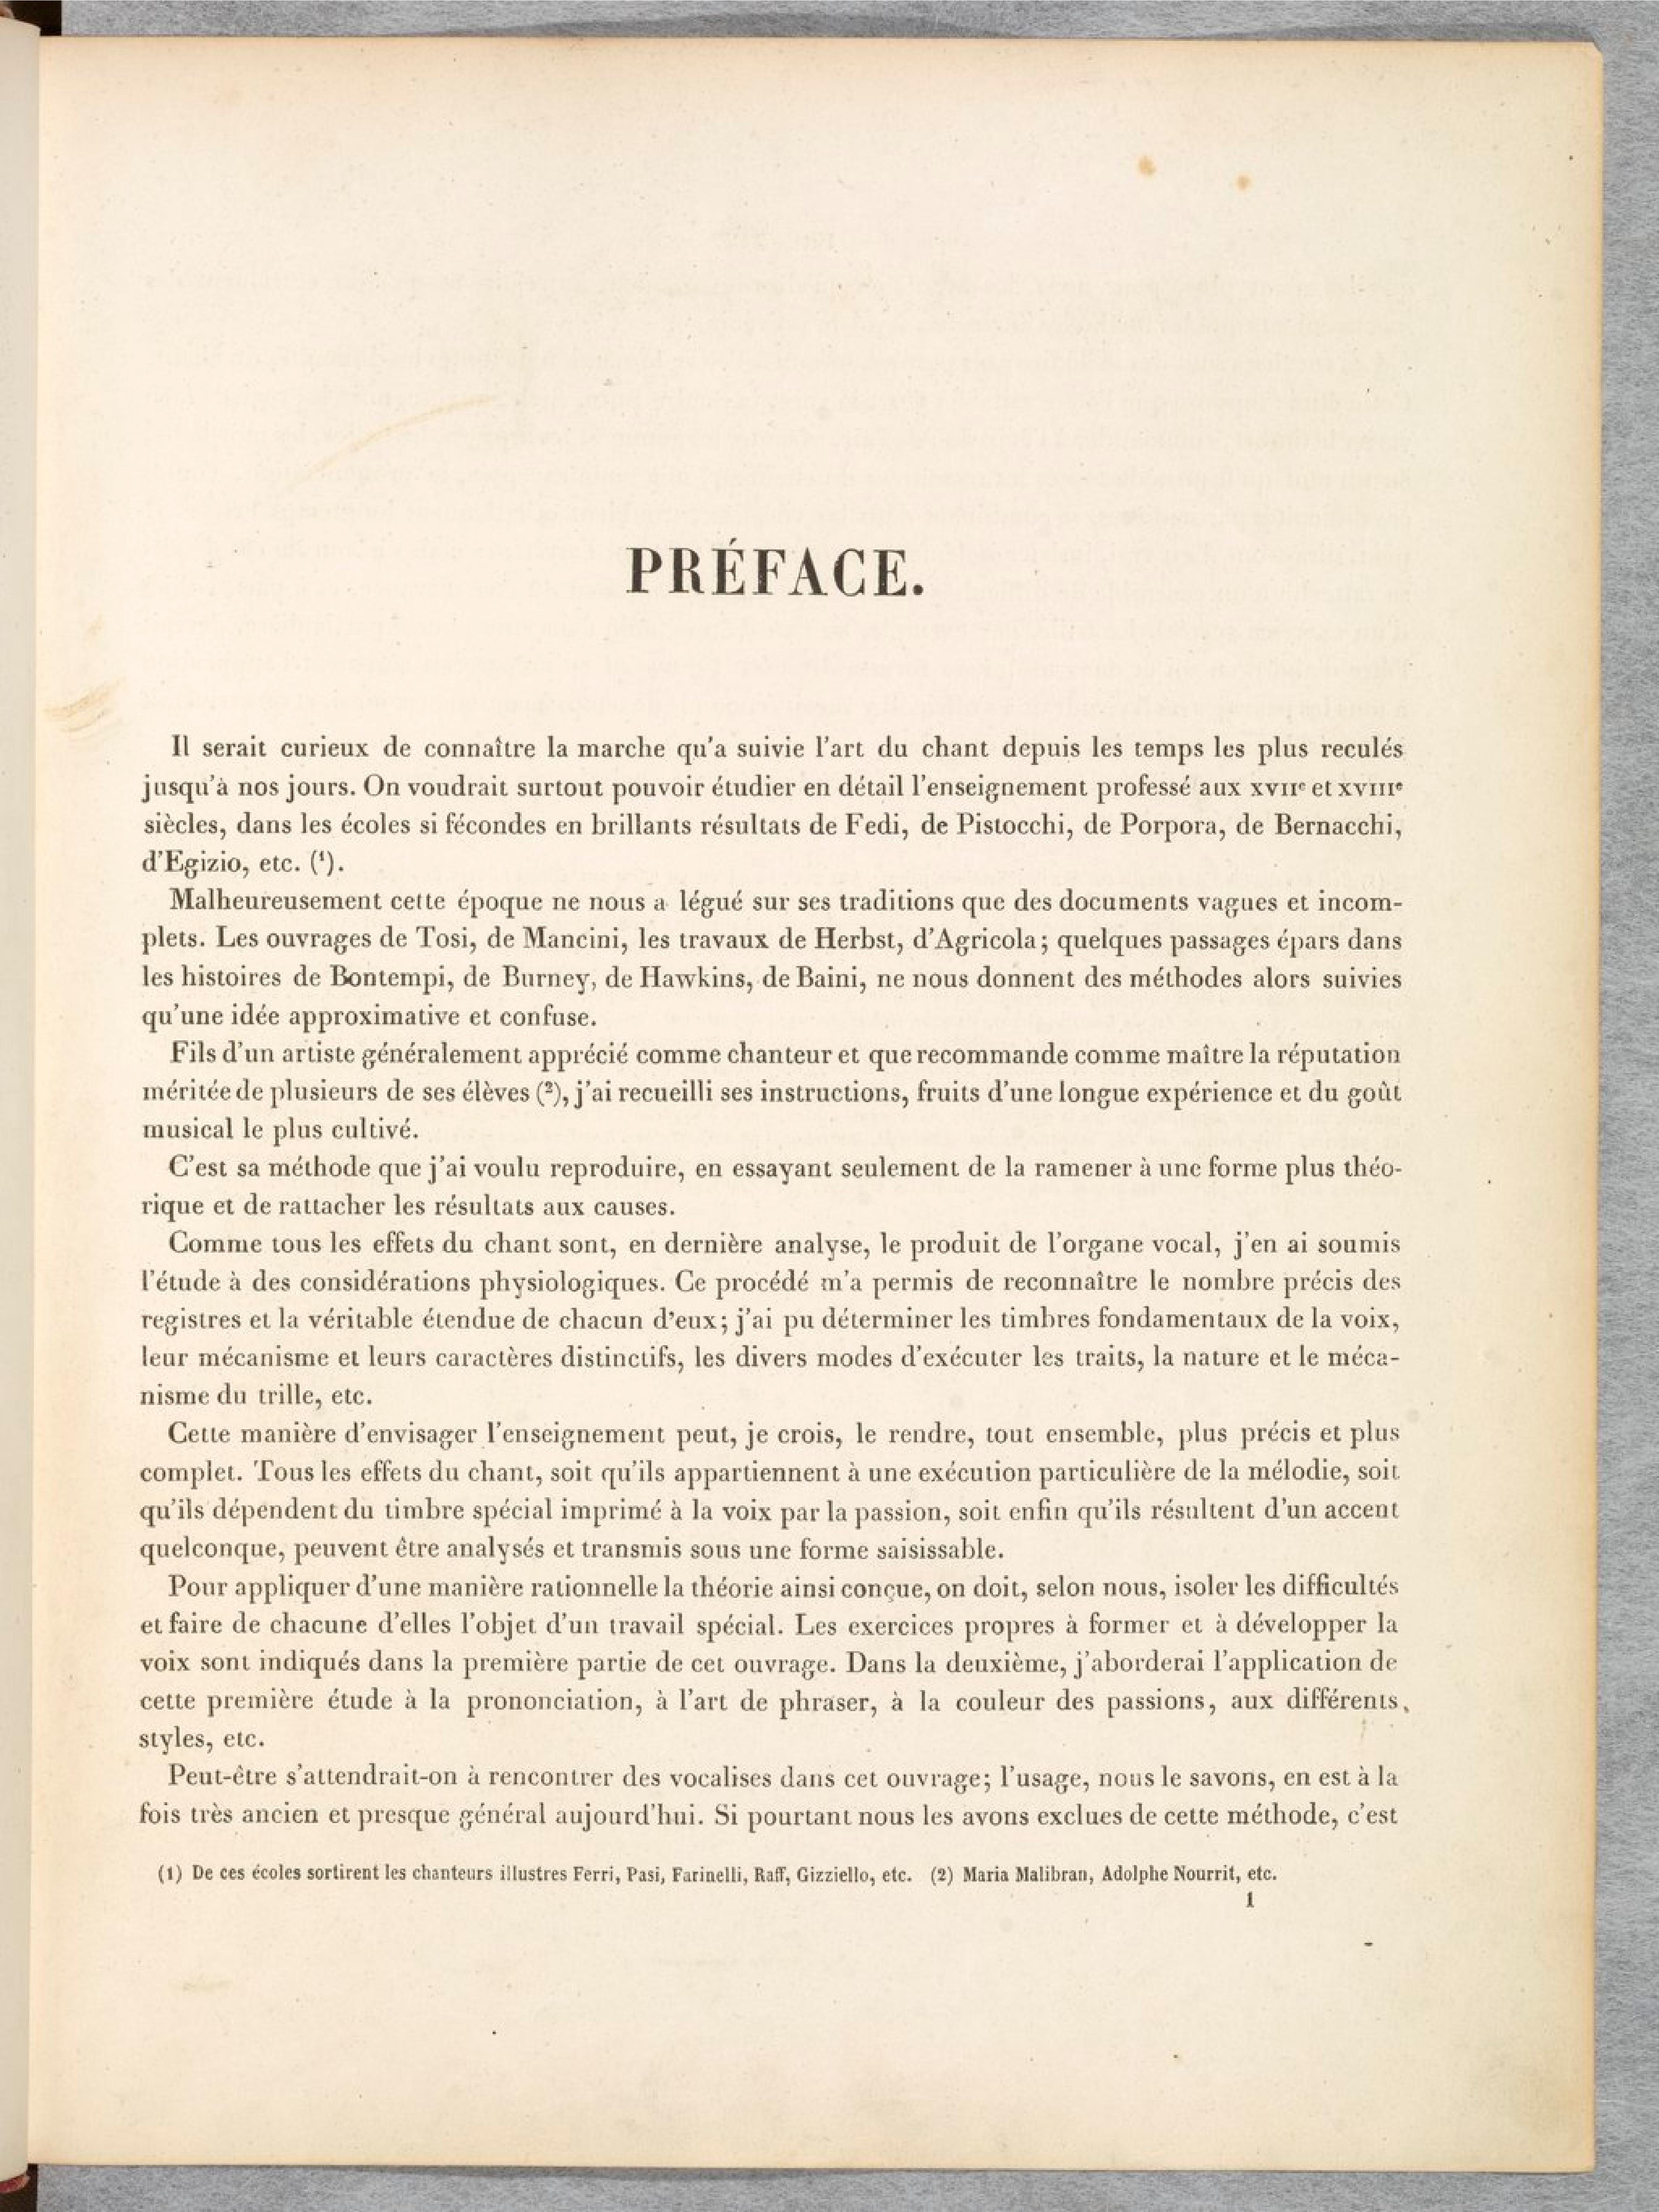 PRÉFACE.
Il serait curieux de connaître la marche qu'a suivie l'art du chant depuis les temps les plus reculés
jusqu'à nos jours. On voudrait surtout pouvoir étudier en détail l'enseignement professé aux XVIIe et XVIIIe
siècles, dans les écoles si fécondes en brillants résultats de Fedi, de Pistocchi, de Porpora, de Bernacchi,
d'Egizio, etc. (1).
Malheureusement cette époque ne nous a légué sur ses traditions que des documents vagues et incom-
plets. Les ouvrages de Tosi, de Mancini, les travaux de Herbst, d'Agricola; quelques passages épars dans
les histoires de Bontempi, de Burney, de Hawkins, de Baini, ne nous donnent des méthodes alors suivies
qu'une idée approximative et confuse.
Fils d'un artiste généralement apprécié comme chanteur et que recommande comme maître la réputation
méritée de plusieurs de ses élèves (2), j'ai recueilli ses instructions, fruits d'une longue expérience et du goût
musical le plus cultivé.
C'est sa méthode que j'ai voulu reproduire, en essayant seulement de la ramener à une forme plus théo-
rique et de rattacher les résultats aux causes.
Comme tous les effets du chant sont, en dernière analyse, le produit de l'organe vocal, j'en ai soumis
l'étude à des considérations physiologiques. Ce procédé m'a permis de reconnaître le nombre précis des
registres et la véritable étendue de chacun d'eux; j'ai pu déterminer les timbres fondamentaux de la voix,
leur mécanisme et leurs caractères distinctifs, les divers modes d'exécuter les traits, la nature et le méca-
nisme du trille, etc.
Cette manière d'envisager l'enseignement peut, je crois, le rendre, tout ensemble, plus précis et plus
complet. Tous les effets du chant, soit qu'ils appartiennent à une exécution particulière de la mélodie, soit
qu'ils dépendent du timbre spécial imprimé à la voix par la passion, soit enfin qu'ils résultent d'un accent
quelconque, peuvent être analysés et transmis sous une forme saisissable.
Pour appliquer d'une manière rationnelle la théorie ainsi conçue, on doit, selon nous, isoler les difficultés
et faire de chacune d'elles l'objet d'un travail spécial. Les exercices propres à former et à développer la
voix sont indiqués dans la première partie de cet ouvrage. Dans la deuxième, j'aborderai l'application de
cette première étude à la prononciation, à l'art de phraser, à la couleur des passions, aux différents,
styles, etc.
Peut-être s'attendrait-on à rencontrer des vocalises dans cet ouvrage; l'usage, nous le savons, en est à la
fois très ancien et presque général aujourd'hui. Si pourtant nous les avons exclues de cette méthode, c'est
(1) De ces écoles sortirent les chanteurs illustres Ferri, Pasi, Farinelli, Raff, Gizziello, etc. (2) Maria Malibran, Adolphe Nourrit, etc.
1